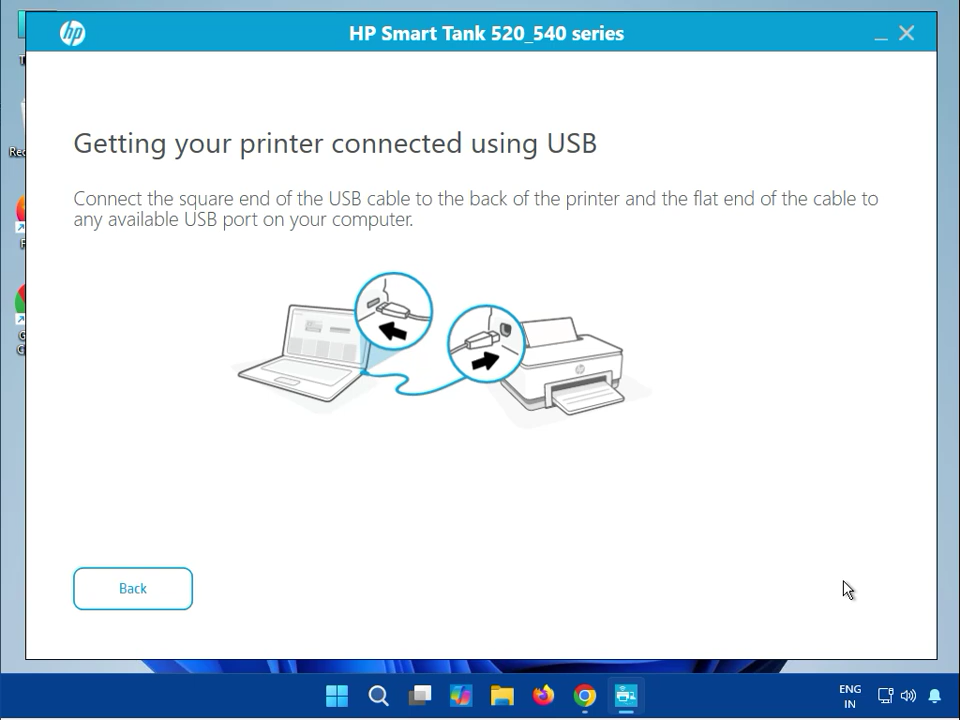 hp
HP Smart Tank 520_540 series
Getting your printer connected using USB
Connect the square end of the USB cable to the back of the printer and the flat end of the cable to
any available USB port on your computer.
Back
ENG
IN